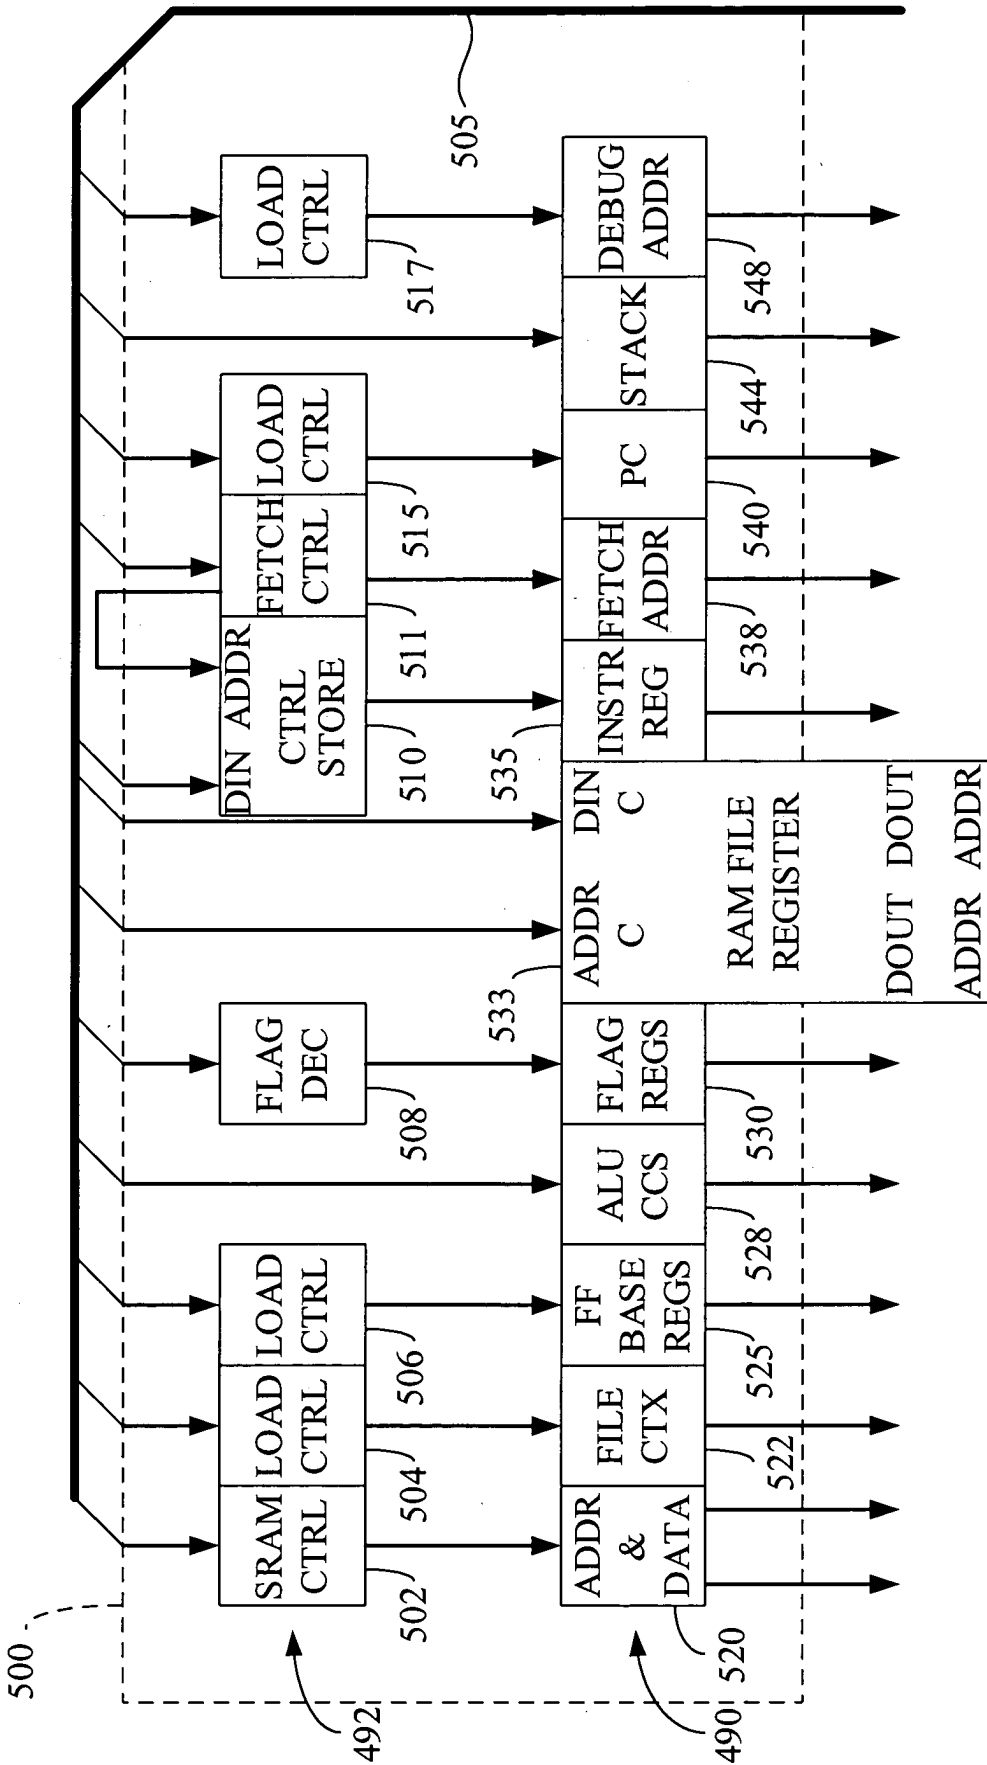 500
492
SRAM
CTRL
502
LOAD
CTRL
504
LOAD
CTRL
506
FLAG
DEC
508
DIN ADDR
CTRL
STORE
510
FETCH
CTRL
511
LOAD
CTRL
515
LOAD
CTRL
517
505
490
ADDR
&
DATA
520
FILE
CTX
522
FF
BASE
REGS
525
ALU
CCS
528
FLAG
REGS
530
533
ADDR DIN
C C
RAM FILE
REGISTER
DOUT DOUT
ADDR ADDR
535
INSTR
REG
FETCH
ADDR
538
PC
540
STACK
544
DEBUG
ADDR
548